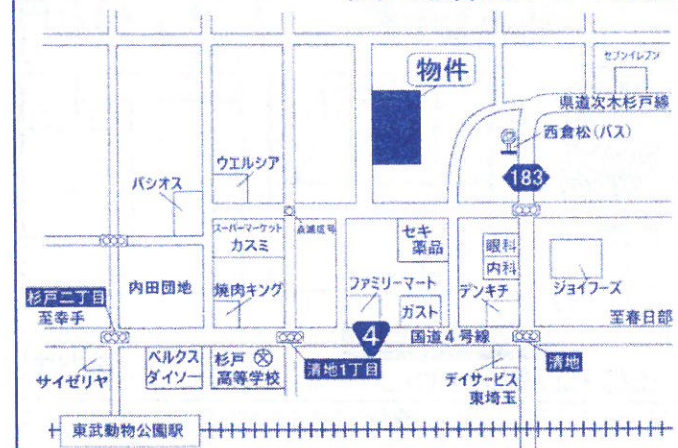 セブンイレブン
物件
県道次木杉戸線
西倉松(バス)
ウエルシア
183
パシオス
スーパーマーケット
カスミ
点滅信号
セキ
薬品
眼科
内科
内田団地
焼肉キング
ファミリーマート
ガスト
デンキチ
ジョイフーズ
杉戸二丁目
至幸手
4
国道4号線
至春日部
ベルクス
ダイソー
杉戸
高等学校
文
清地1丁目
清地
サイゼリヤ
デイサービス
東埼玉
東武動物公園駅